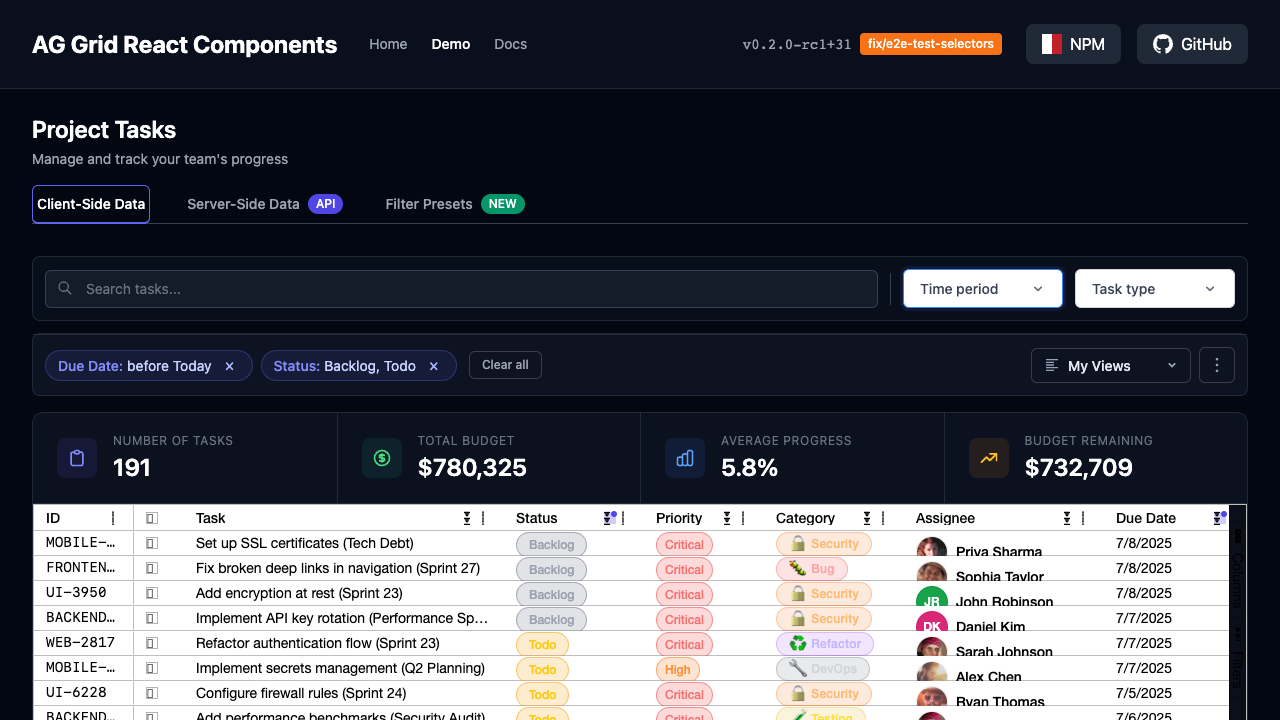 AG Grid React Components Home Demo Docs v0.2.0-rc1+31 fix/e2e-test-selectors NPM GitHub
Project Tasks
Manage and track your team's progress
Client-Side Data Server-Side Data API Filter Presets NEW
Search tasks... Time period Task type
Due Date: before Today × Status: Backlog, Todo × Clear all My Views
NUMBER OF TASKS TOTAL BUDGET AVERAGE PROGRESS BUDGET REMAINING
191 $780,325 5.8% $732,709
ID Task Status Priority Category Assignee Due Date
MOBILE-… Set up SSL certificates (Tech Debt) Backlog Critical Security Priya Sharma 7/8/2025
FRONTEN… Fix broken deep links in navigation (Sprint 27) Backlog Critical Bug Sophia Taylor 7/8/2025
UI-3950 Add encryption at rest (Sprint 23) Backlog Critical Security JR John Robinson 7/8/2025
BACKEND… Implement API key rotation (Performance Sp… Backlog Critical Security DK Daniel Kim 7/7/2025
WEB-2817 Refactor authentication flow (Sprint 23) Todo Critical Refactor Sarah Johnson 7/7/2025
MOBILE-… Implement secrets management (Q2 Planning) Todo High DevOps Alex Chen 7/7/2025
UI-6228 Configure firewall rules (Sprint 24) Todo Critical Security Ryan Thomas 7/5/2025
BACKEND… Add performance benchmarks (Security Audit) Todo Critical Testing 7/5/2025
Columns
Filters